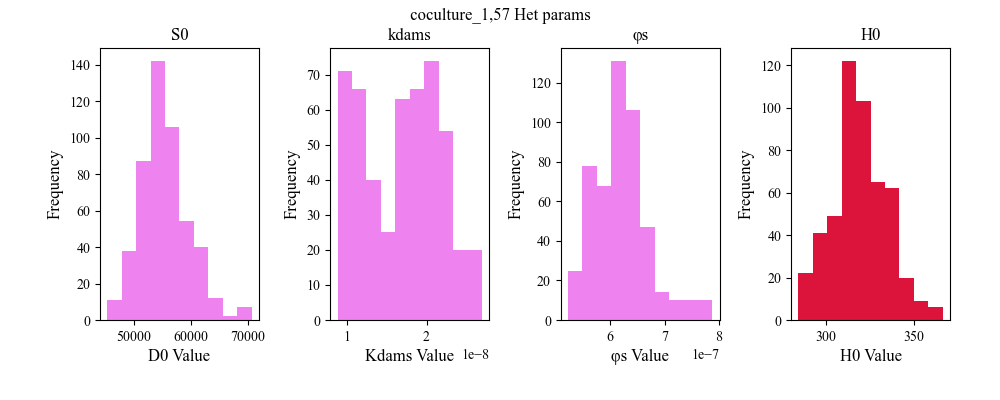 coculture_1,57 Het params
S0
kdams
φs
H0
Frequency
140
120
100
80
60
40
20
0
50000 60000 70000
D0 Value
Frequency
70
60
50
40
30
20
10
0
1 2
1e−8
Kdams Value
Frequency
120
100
80
60
40
20
0
6 7 8
1e−7
φs Value
Frequency
120
100
80
60
40
20
0
300 350
H0 Value